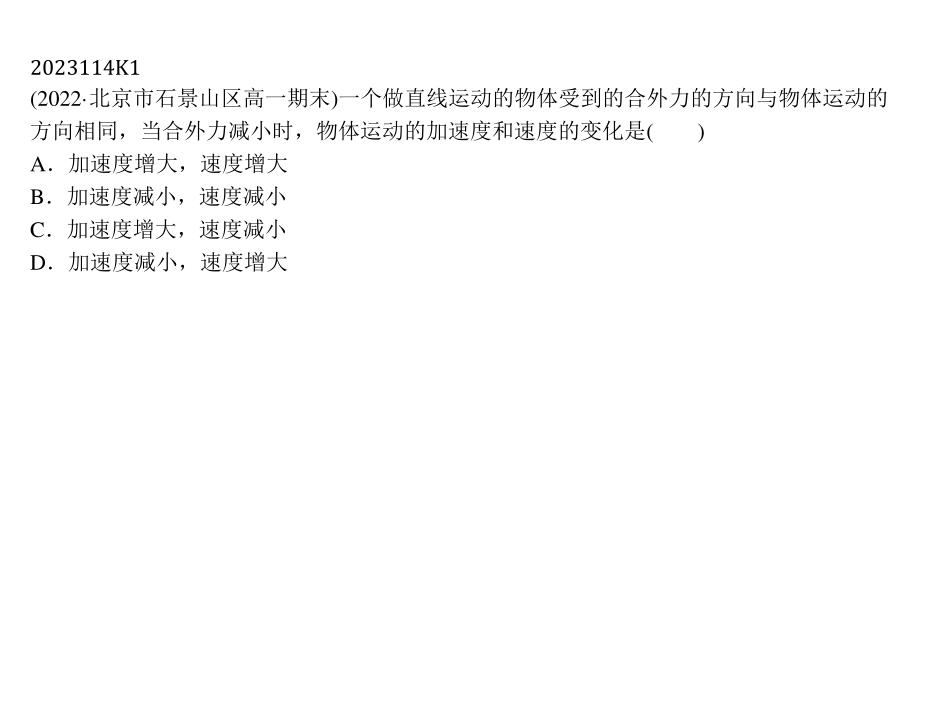 2023114K1
(2022·北京市石景山区高一期末)一个做直线运动的物体受到的合外力的方向与物体运动的
方向相同，当合外力减小时，物体运动的加速度和速度的变化是(　　)
A．加速度增大，速度增大
B．加速度减小，速度减小
C．加速度增大，速度减小
D．加速度减小，速度增大